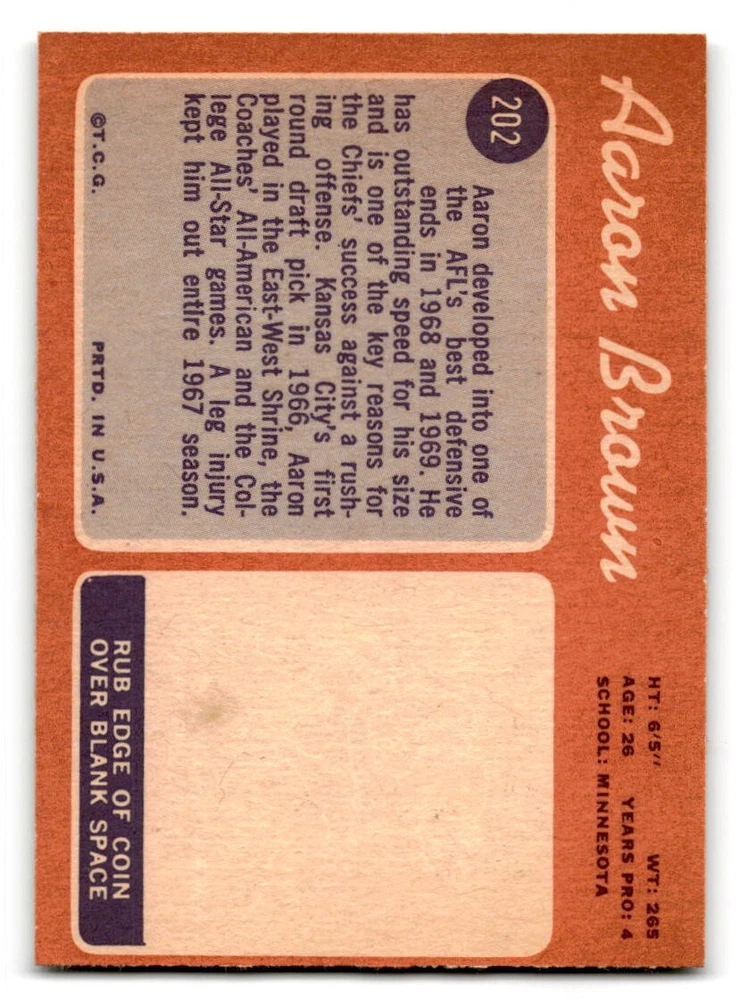 Aaron Brown
HT: 6'5" WT: 265
AGE: 26 YEARS PRO: 4
SCHOOL: MINNESOTA
202
Aaron developed into one of
the AFL's best defensive
ends in 1968 and 1969. He
has outstanding speed for his size
and is one of the key reasons for
the Chiefs' success against a rush-
ing offense. Kansas City's first
round draft pick in 1966, Aaron
played in the East-West Shrine, the
Coaches' All-American and the Col-
lege All-Star games. A leg injury
kept him out entire 1967 season.
©T.C.G. PRTD. IN U.S.A.
RUB EDGE OF COIN
OVER BLANK SPACE